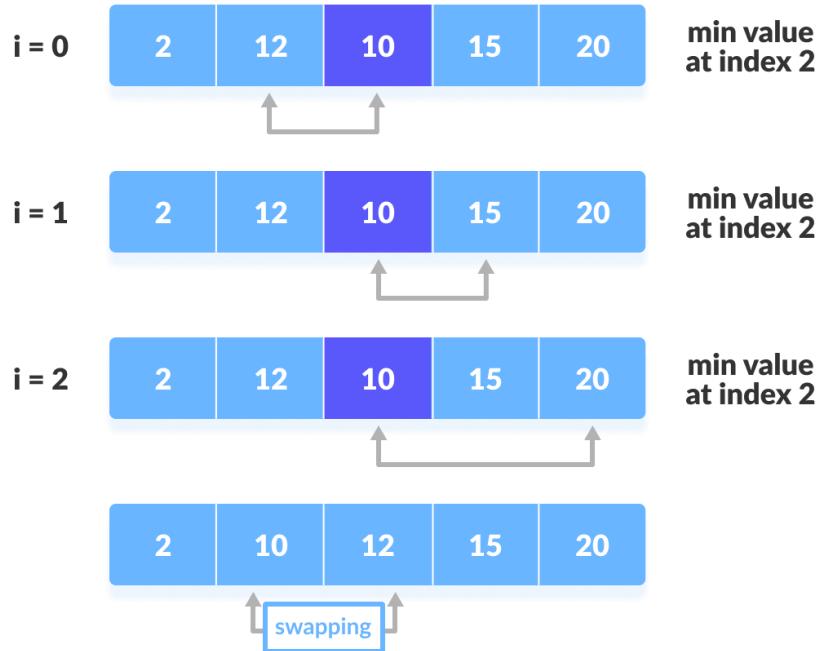 i = 0 2 12 10 15 20 min value
at index 2
i = 1 2 12 10 15 20 min value
at index 2
i = 2 2 12 10 15 20 min value
at index 2
2 10 12 15 20
swapping